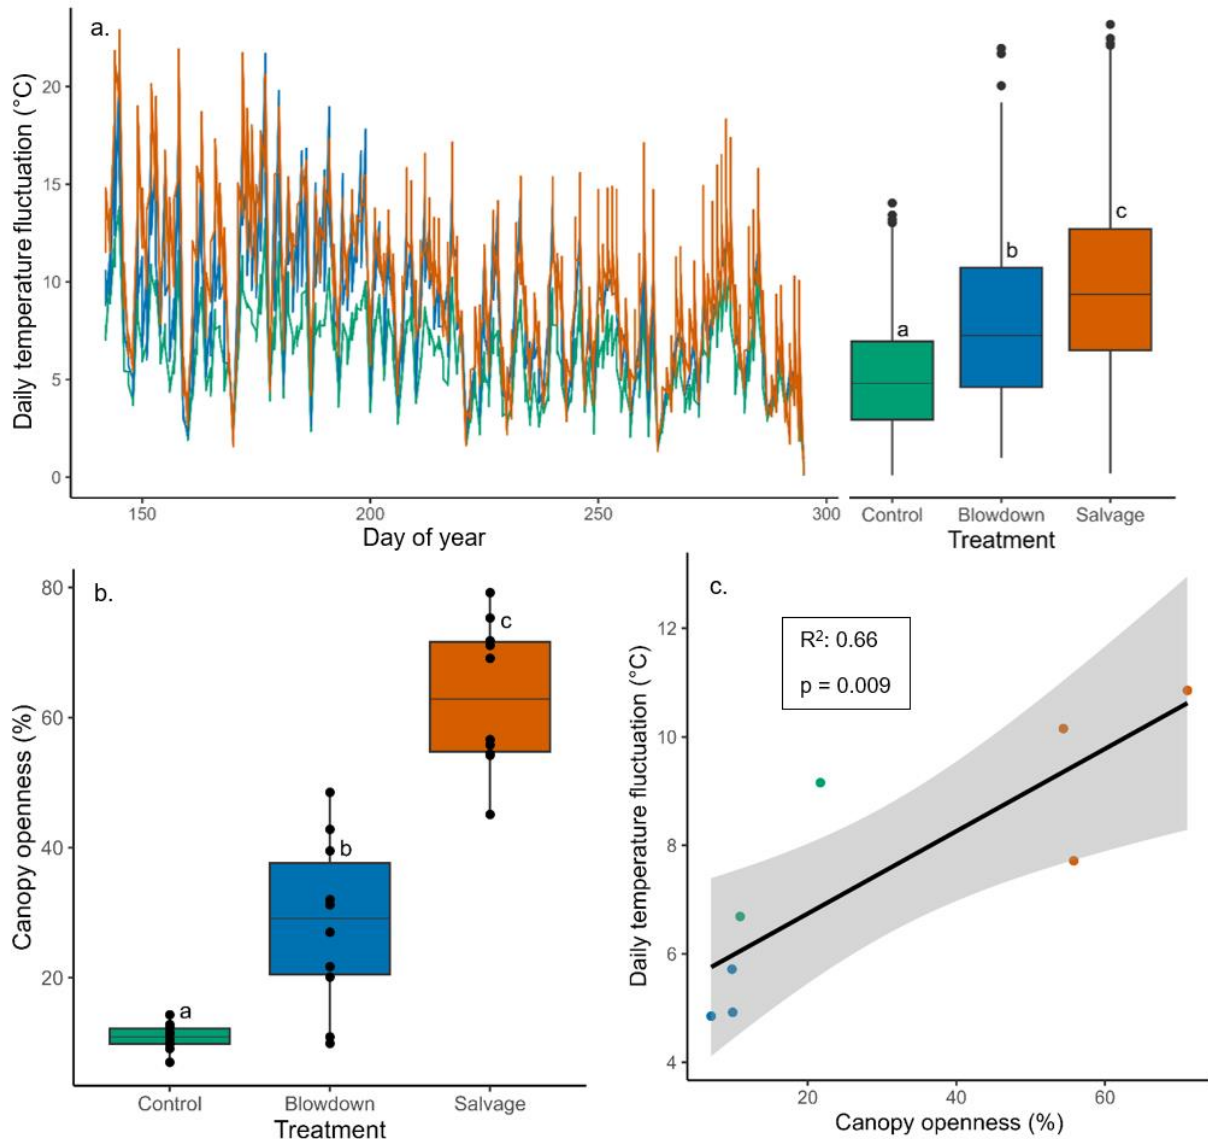 a.
Daily temperature fluctuation (°C)
20
15
10
5
0
150
200
250
300
Day of year
a
b
c
Control
Blowdown
Salvage
Treatment
b.
Canopy openness (%)
80
60
40
20
a
b
c
Control
Blowdown
Salvage
Treatment
c.
R²: 0.66
p = 0.009
Daily temperature fluctuation (°C)
12
10
8
6
4
20
40
60
Canopy openness (%)